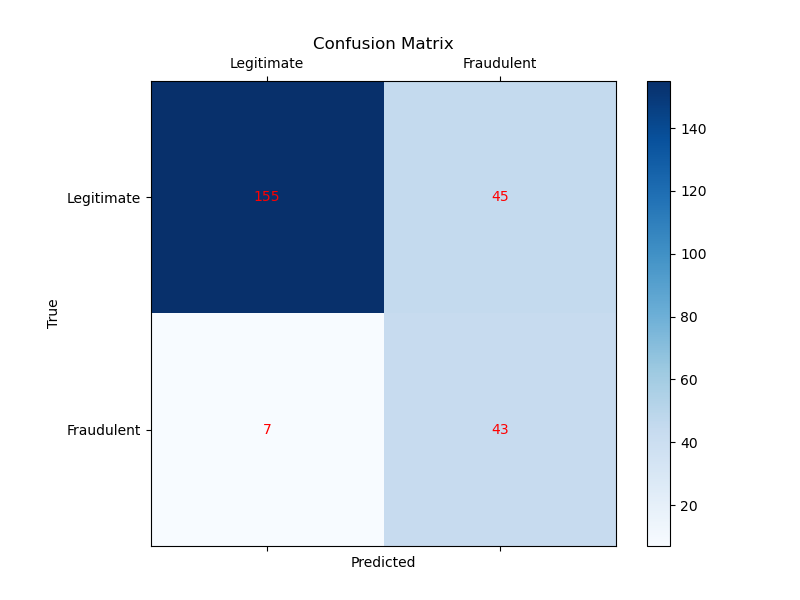 Confusion Matrix
Legitimate Fraudulent
140
120
Legitimate 155 45
100
True
80
60
Fraudulent 7 43
40
20
Predicted